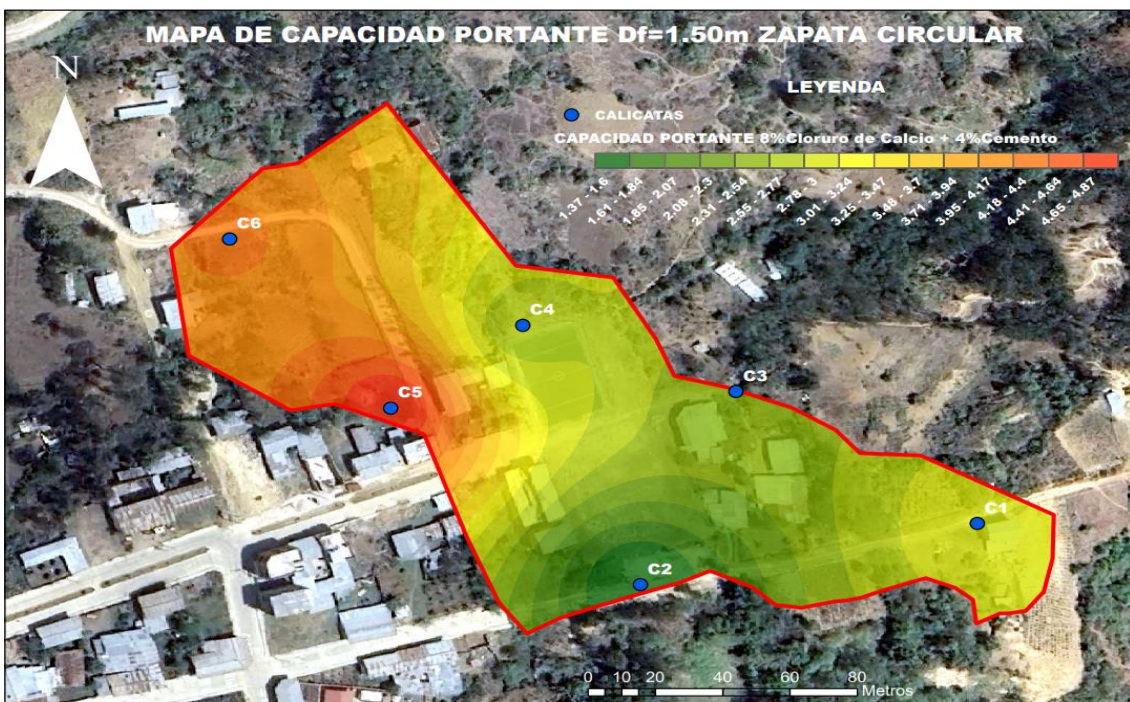 MAPA DE CAPACIDAD PORTANTE Df=1.50m ZAPATA CIRCULAR
N
LEYENDA
CALICATAS
CAPACIDAD PORTANTE 8%Cloruro de Calcio + 4%Cemento
1.37 - 1.6
1.61 - 1.84
1.85 - 2.07
2.08 - 2.3
2.31 - 2.54
2.55 - 2.77
2.78 - 3
3.01 - 3.24
3.25 - 3.47
3.48 - 3.7
3.71 - 3.94
3.95 - 4.17
4.18 - 4.4
4.41 - 4.64
4.65 - 4.87
C6
C4
C5
C3
C1
C2
0 10 20 40 60 80
Metros